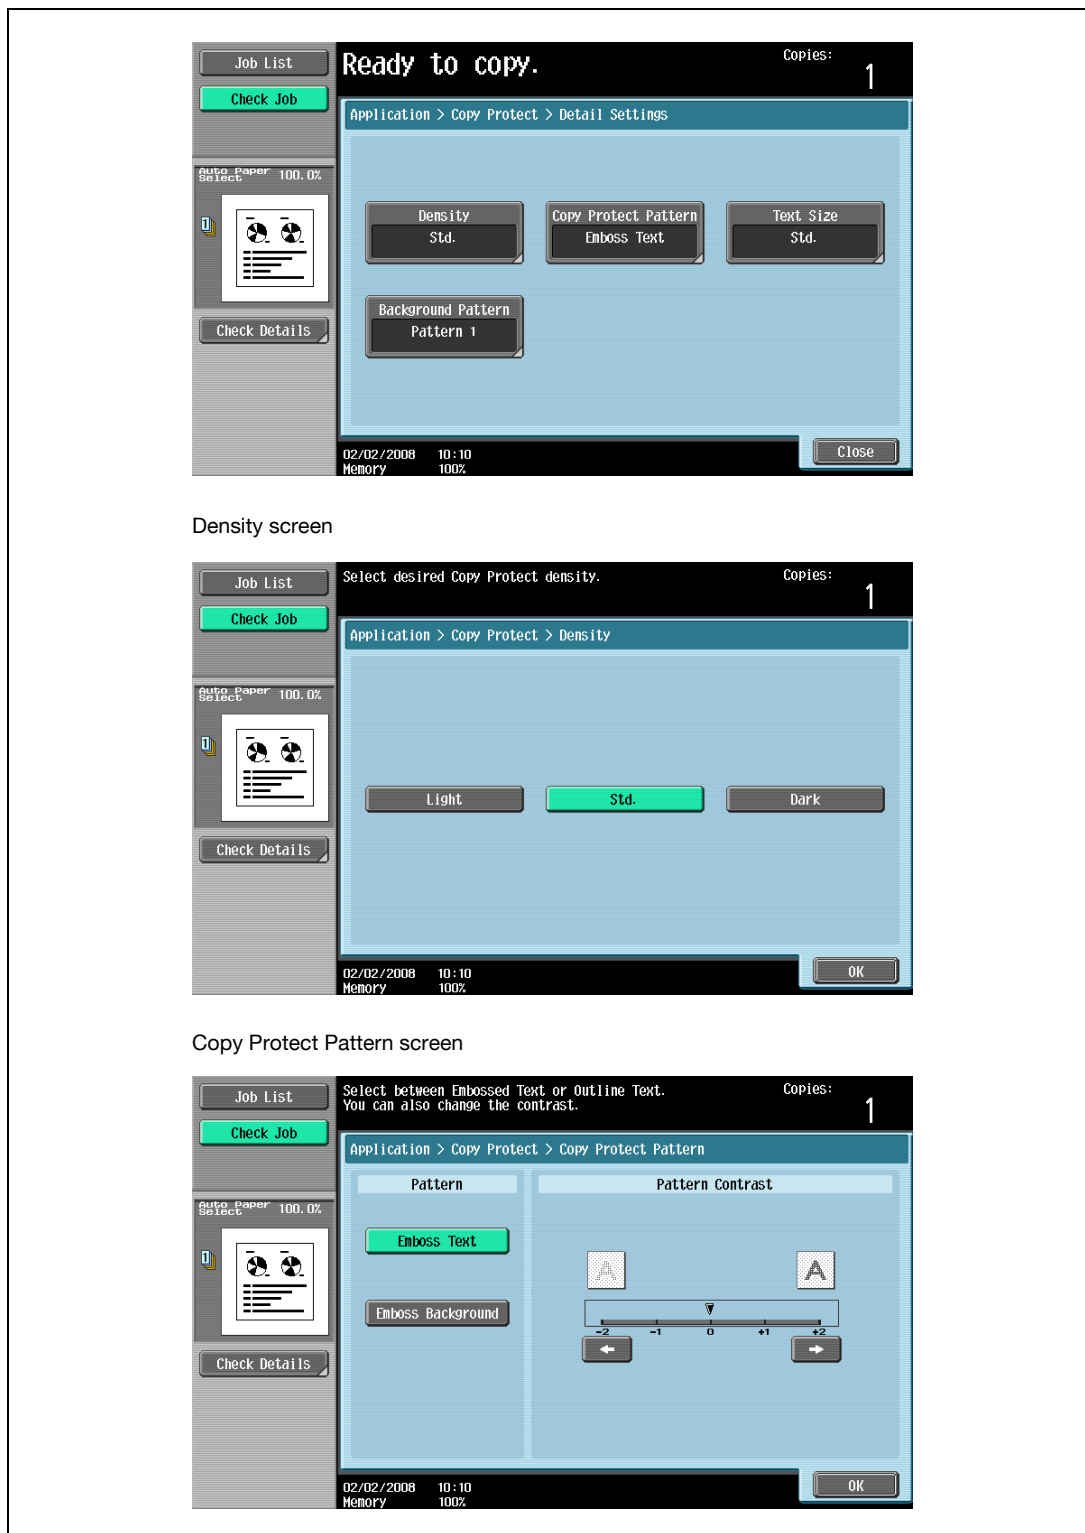 Job List
Ready to copy.
Copies:
1
Check Job
Application > Copy Protect > Detail Settings
Auto Paper
Select
100.0%
1
Density
Std.
Copy Protect Pattern
Emboss Text
Text Size
Std.
Background Pattern
Pattern 1
Check Details
Close
02/02/2008 10:10
Memory 100%
Density screen
Job List
Select desired Copy Protect density.
Copies:
1
Check Job
Application > Copy Protect > Density
Auto Paper
Select
100.0%
1
Light
Std.
Dark
Check Details
OK
02/02/2008 10:10
Memory 100%
Copy Protect Pattern screen
Job List
Select between Embossed Text or Outline Text.
You can also change the contrast.
Copies:
1
Check Job
Application > Copy Protect > Copy Protect Pattern
Pattern
Pattern Contrast
Auto Paper
Select
100.0%
1
Emboss Text
A
A
Emboss Background
-2 -1 0 +1 +2
Check Details
OK
02/02/2008 10:10
Memory 100%